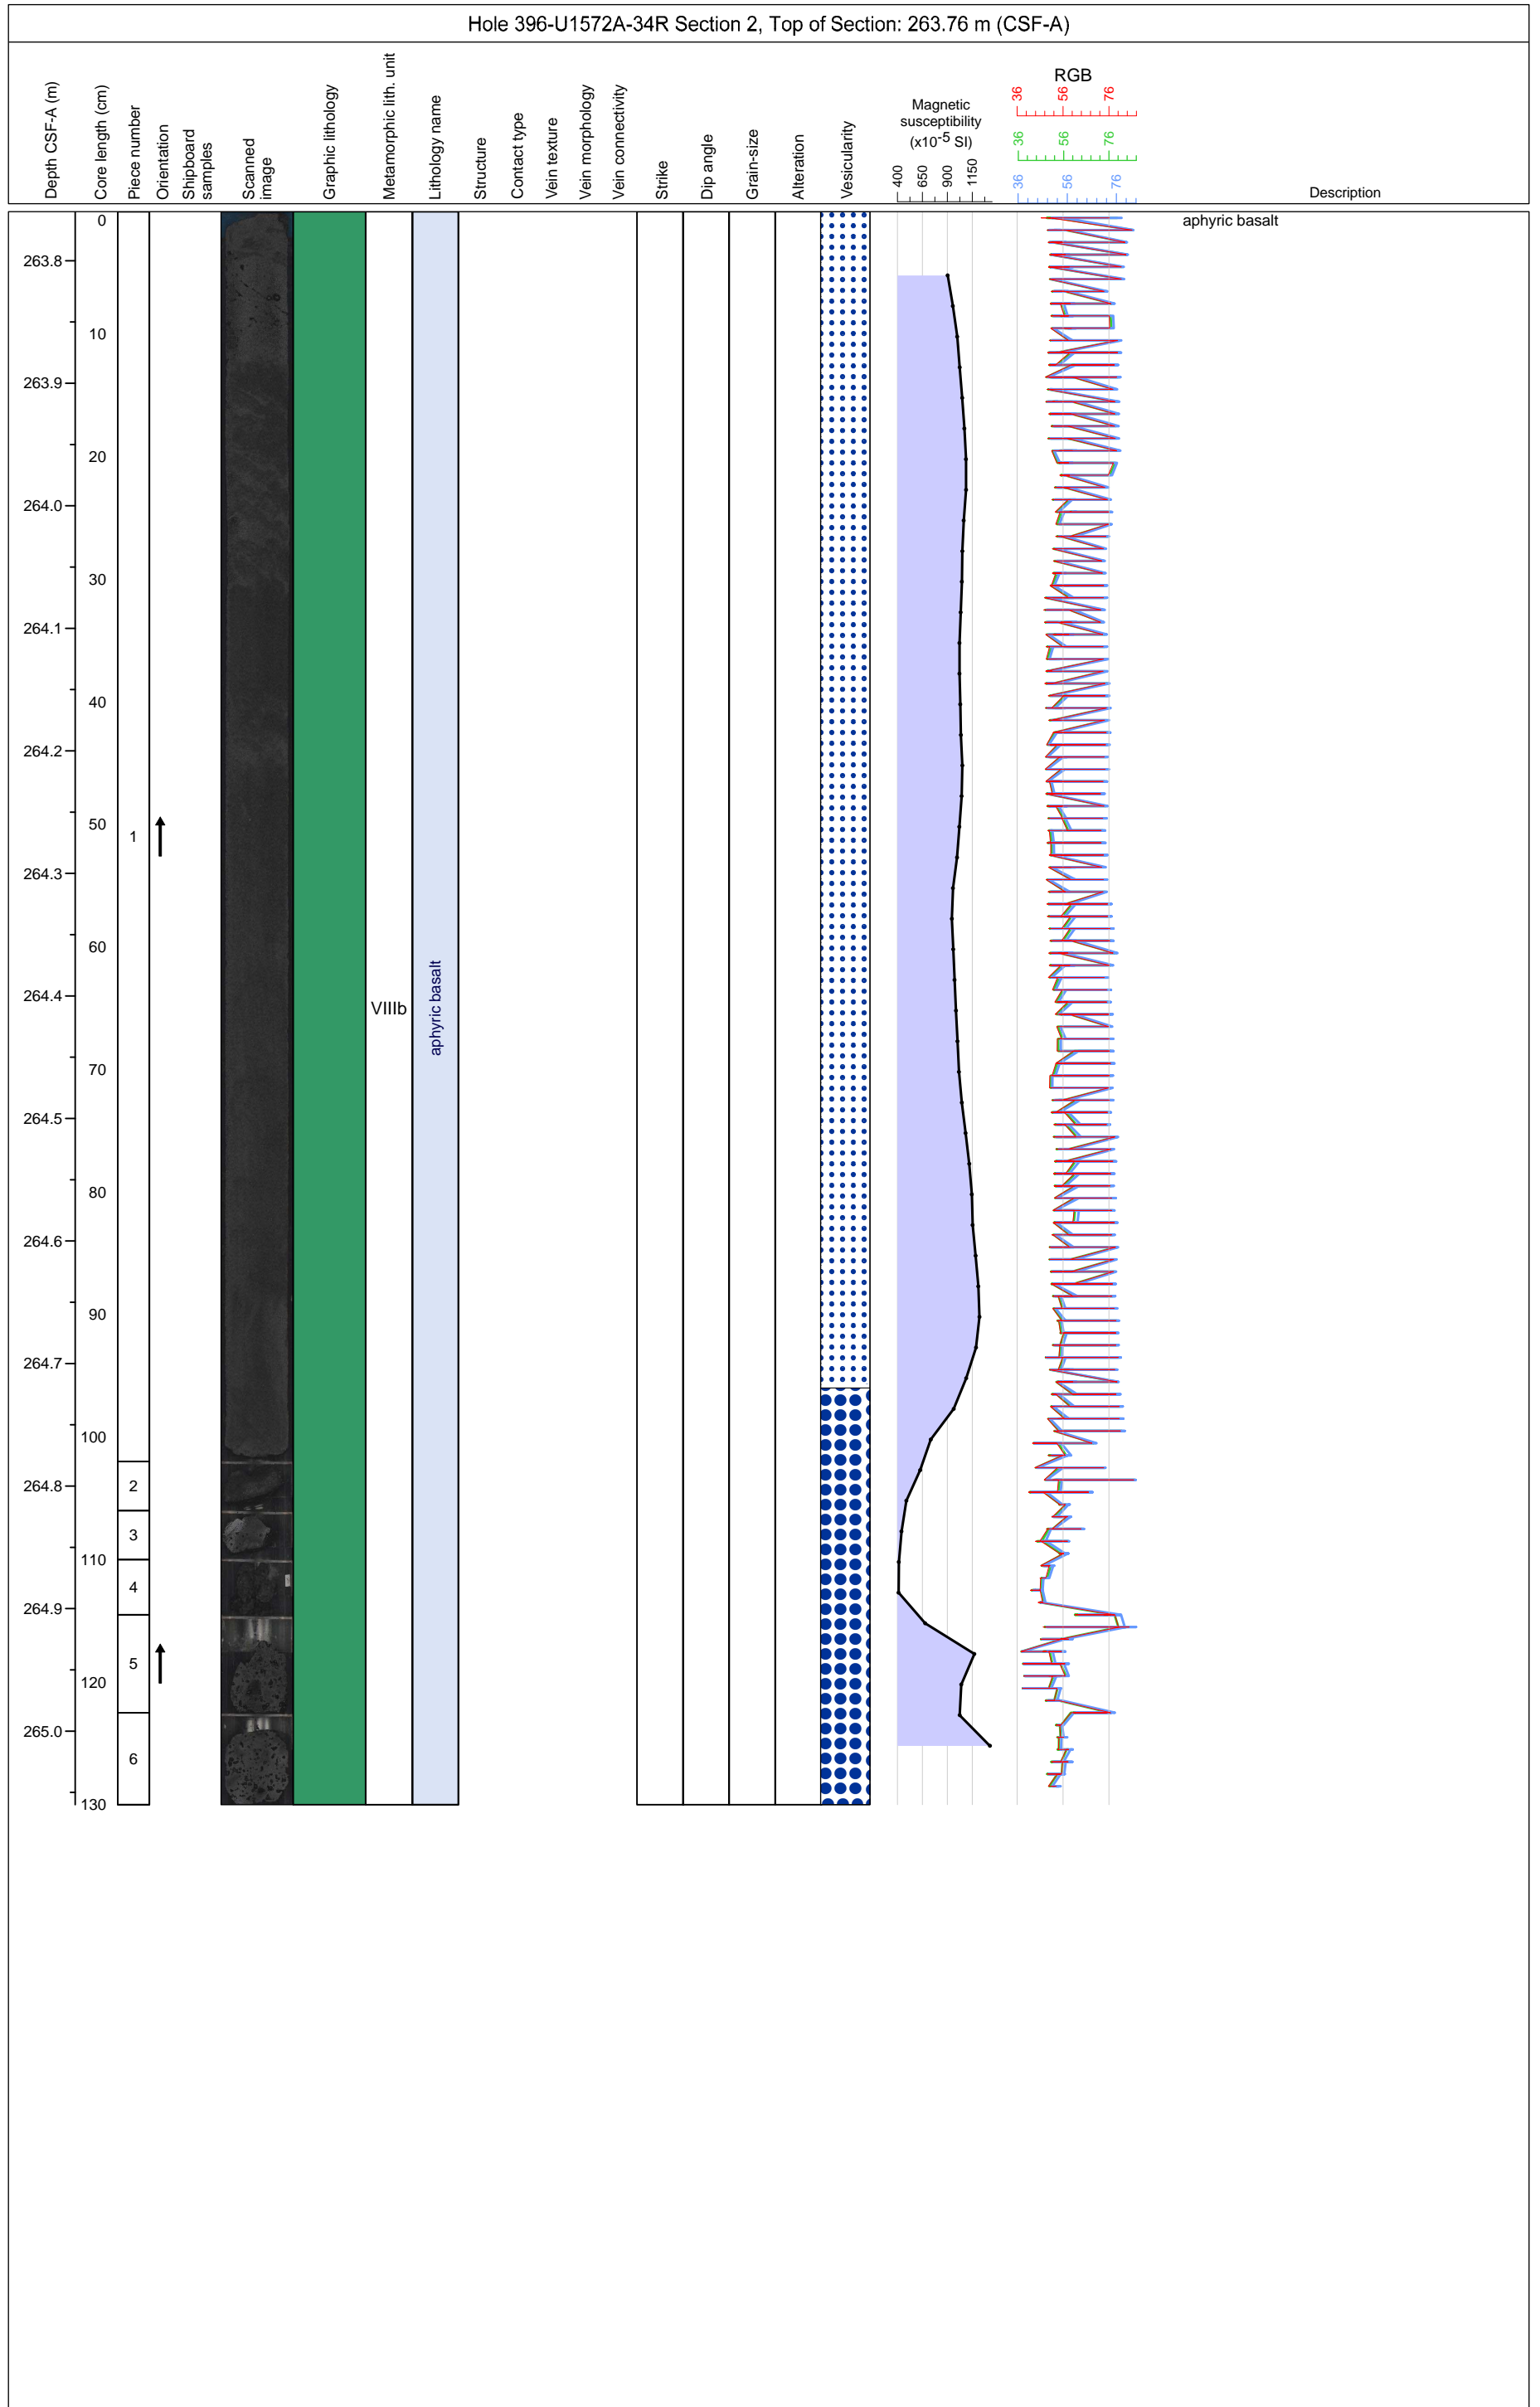 Hole 396-U1572A-34R Section 2, Top of Section: 263.76 m (CSF-A)
Depth CSF-A (m)
Core length (cm)
Piece number
Orientation
Shipboard
samples
Scanned
image
Graphic lithology
Metamorphic lith. unit
Lithology name
Structure
Contact type
Vein texture
Vein morphology
Vein connectivity
Strike
Dip angle
Grain-size
Alteration
Vesicularity
Magnetic
susceptibility
(x10-5 SI)
400 650 900 1150
RGB
36 56 76
36 56 76
36 56 76
Description
aphyric basalt
263.8
263.9
264.0
264.1
264.2
264.3
264.4
264.5
264.6
264.7
264.8
264.9
265.0
0
10
20
30
40
50
60
70
80
90
100
110
120
130
1
2
3
4
5
6
VIIIb
aphyric basalt